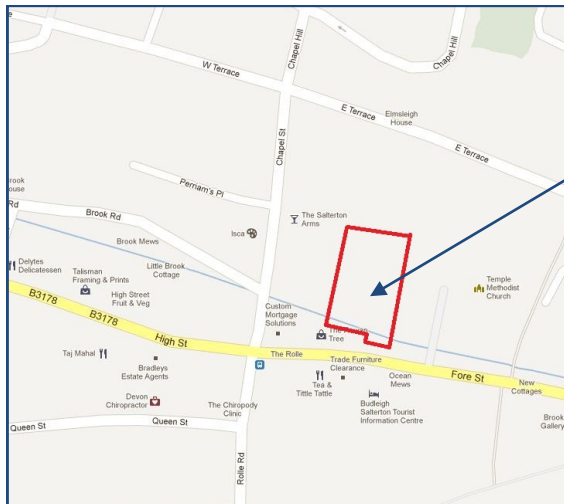 Chapel Hill
Chapel Hill
W Terrace
E Terrace
Elmsleigh
House
E Terrace
Chapel St
Perriam's Pl
Rd
Brook Rd
Isca
The Salterton
Arms
Brook Mews
Delytes
Delicatessen
Talisman
Framing & Prints
Little Brook
Cottage
High Street
Fruit & Veg
Temple
Methodist
Church
B3178
B3178
High St
Custom
Mortgage
Solutions
Tree
The Rolle
Taj Mahal
Bradleys
Estate Agents
Trade Furniture
Clearance
Tea &
Tittle Tattle
Ocean
Mews
Fore St
New
Cottages
Devon
Chiropractor
The Chiropody
Clinic
Budleigh
Salterton Tourist
Information Centre
Brook
Gallery
Queen St
Queen St
Rolle Rd